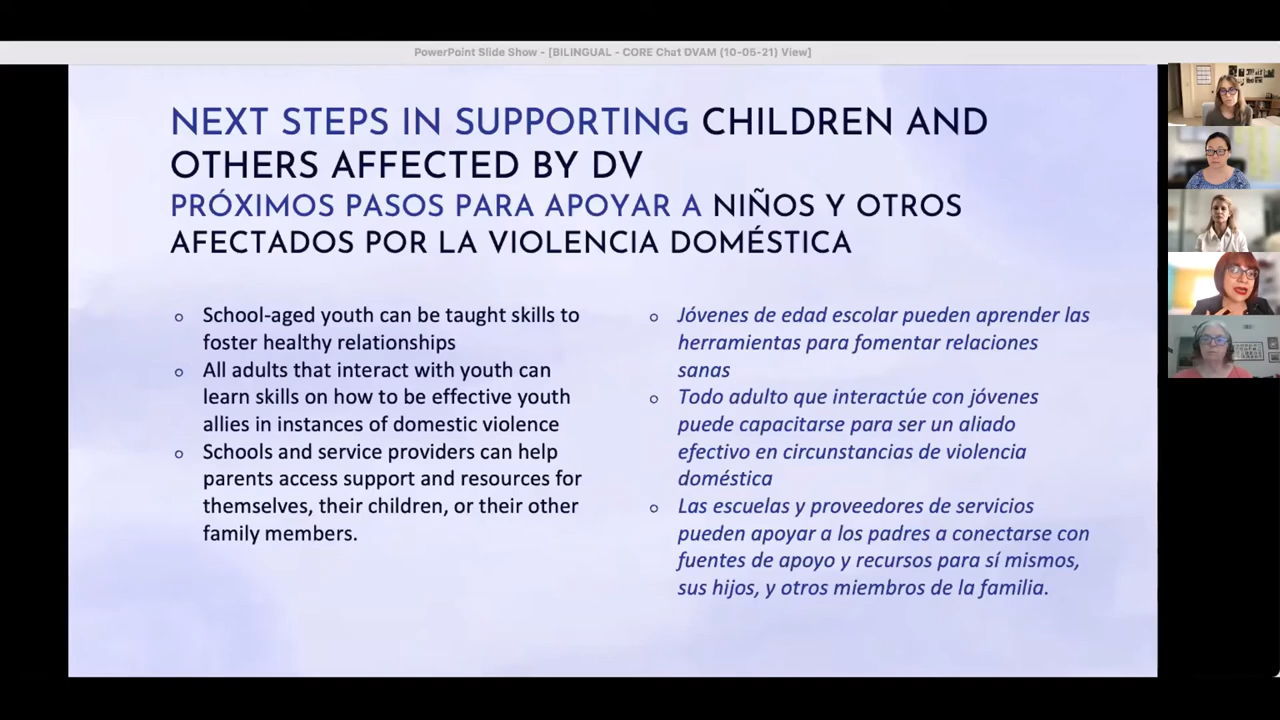 PowerPoint Slide Show - [BILINGUAL - CORE Chat DVAM (10-05-21) View]
NEXT STEPS IN SUPPORTING CHILDREN AND
OTHERS AFFECTED BY DV
PRÓXIMOS PASOS PARA APOYAR A NIÑOS Y OTROS
AFECTADOS POR LA VIOLENCIA DOMÉSTICA
○ School-aged youth can be taught skills to
foster healthy relationships
○ All adults that interact with youth can
learn skills on how to be effective youth
allies in instances of domestic violence
○ Schools and service providers can help
parents access support and resources for
themselves, their children, or their other
family members.
○ Jóvenes de edad escolar pueden aprender las
herramientas para fomentar relaciones
sanas
○ Todo adulto que interactúe con jóvenes
puede capacitarse para ser un aliado
efectivo en circunstancias de violencia
doméstica
○ Las escuelas y proveedores de servicios
pueden apoyar a los padres a conectarse con
fuentes de apoyo y recursos para sí mismos,
sus hijos, y otros miembros de la familia.